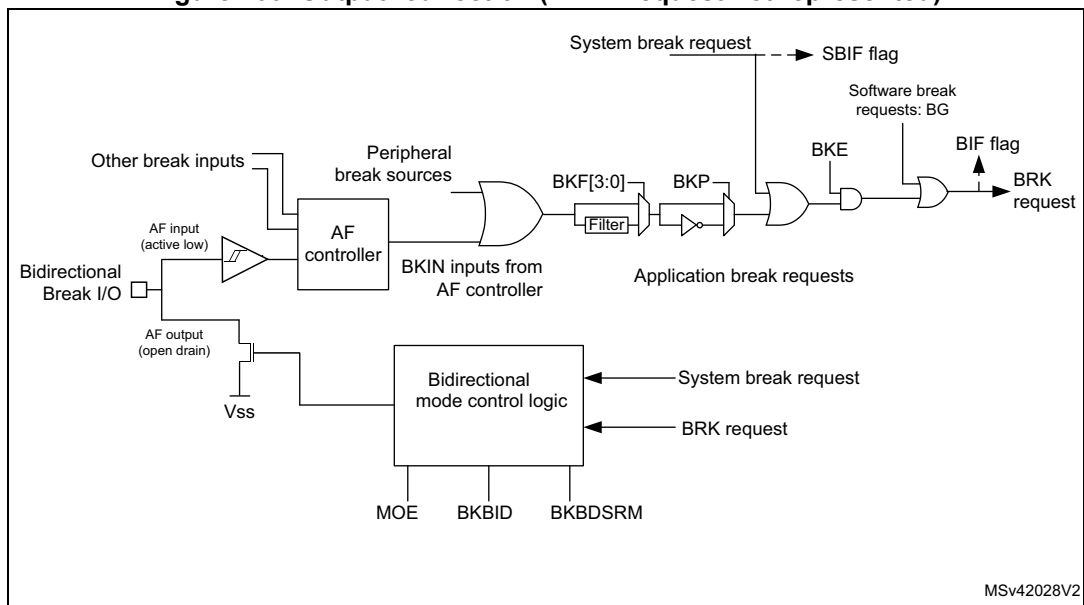 System break request
SBIF flag
Software break
requests: BG
BIF flag
BKE
BRK
request
Peripheral
break sources
Other break inputs
BKF[3:0]
BKP
Filter
AF
controller
AF input
(active low)
BKIN inputs from
AF controller
Application break requests
Bidirectional
Break I/O
AF output
(open drain)
Vss
Bidirectional
mode control logic
System break request
BRK request
MOE
BKBID
BKBDSRM
MSv42028V2